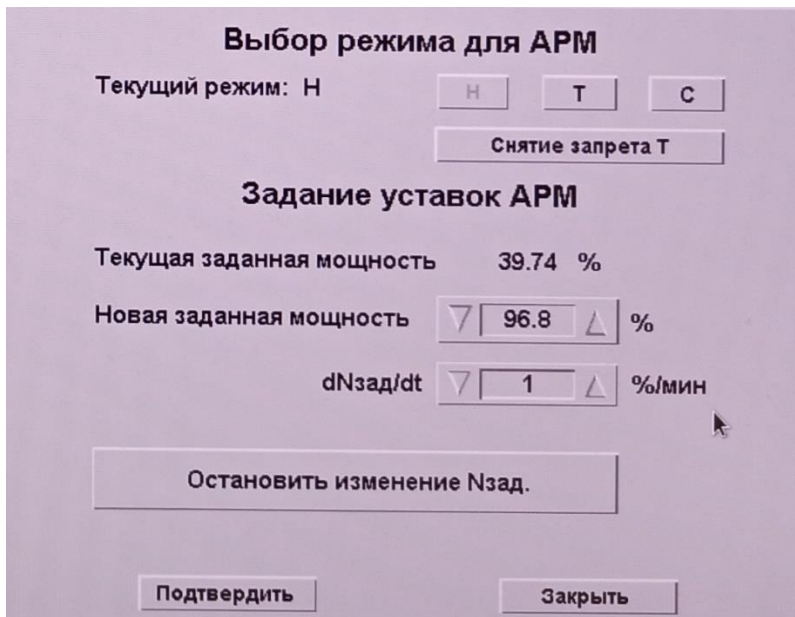 Выбор режима для АРМ
Текущий режим: Н Н Т С
Снятие запрета Т
Задание уставок АРМ
Текущая заданная мощность 39.74 %
Новая заданная мощность 96.8 %
dNзад/dt 1 %/мин
Остановить изменение Nзад.
Подтвердить Закрыть